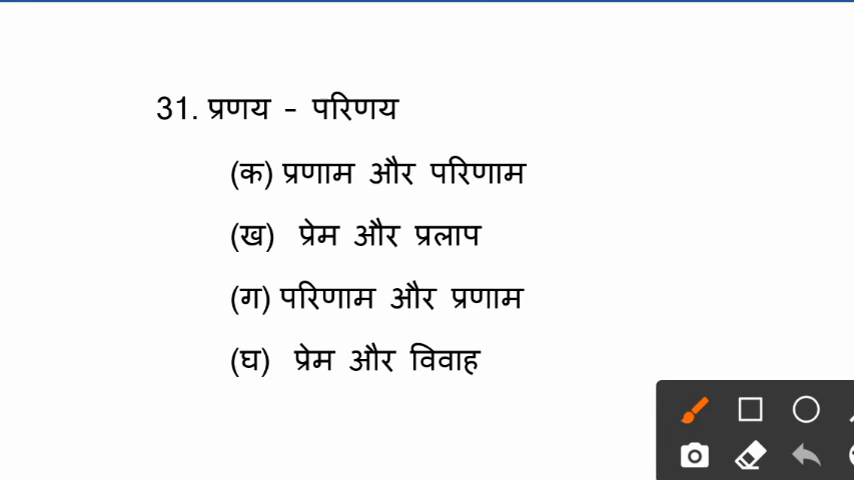 31. प्रणय - परिणय
(क) प्रणाम और परिणाम
(ख) प्रेम और प्रलाप
(ग) परिणाम और प्रणाम
(घ) प्रेम और विवाह